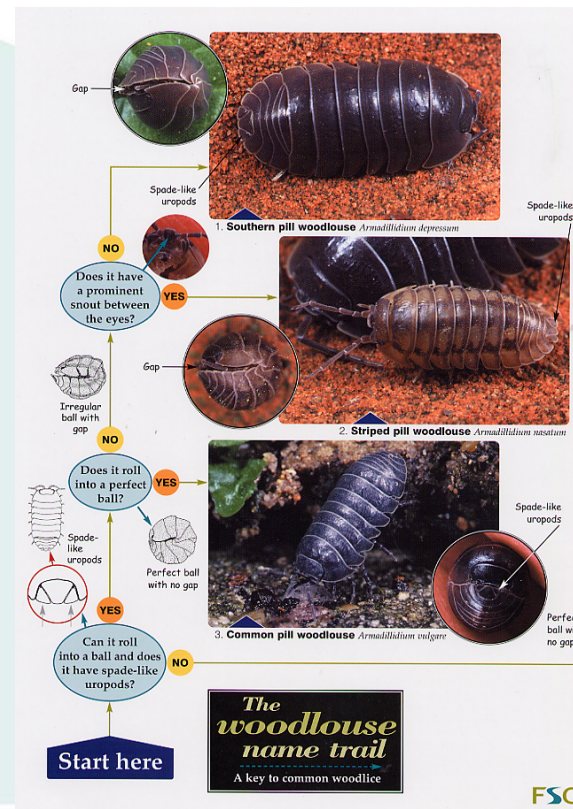 Gap
Spade-like
uropods
1. Southern pill woodlouse Armadillidium depressum
Spade-like
uropods
NO
Does it have
a prominent
snout between
the eyes?
YES
Gap
Irregular
ball with
gap
2. Striped pill woodlouse Armadillidium nasatum
NO
Does it roll
into a perfect
ball?
YES
Spade-
like
uropods
Perfect ball
with no gap
Spade-like
uropods
3. Common pill woodlouse Armadillidium vulgare
ball
no gap
YES
Can it roll
into a ball and does
it have spade-like
uropods?
NO
Start here
The
woodlouse
name trail
A key to common woodlice
FSC